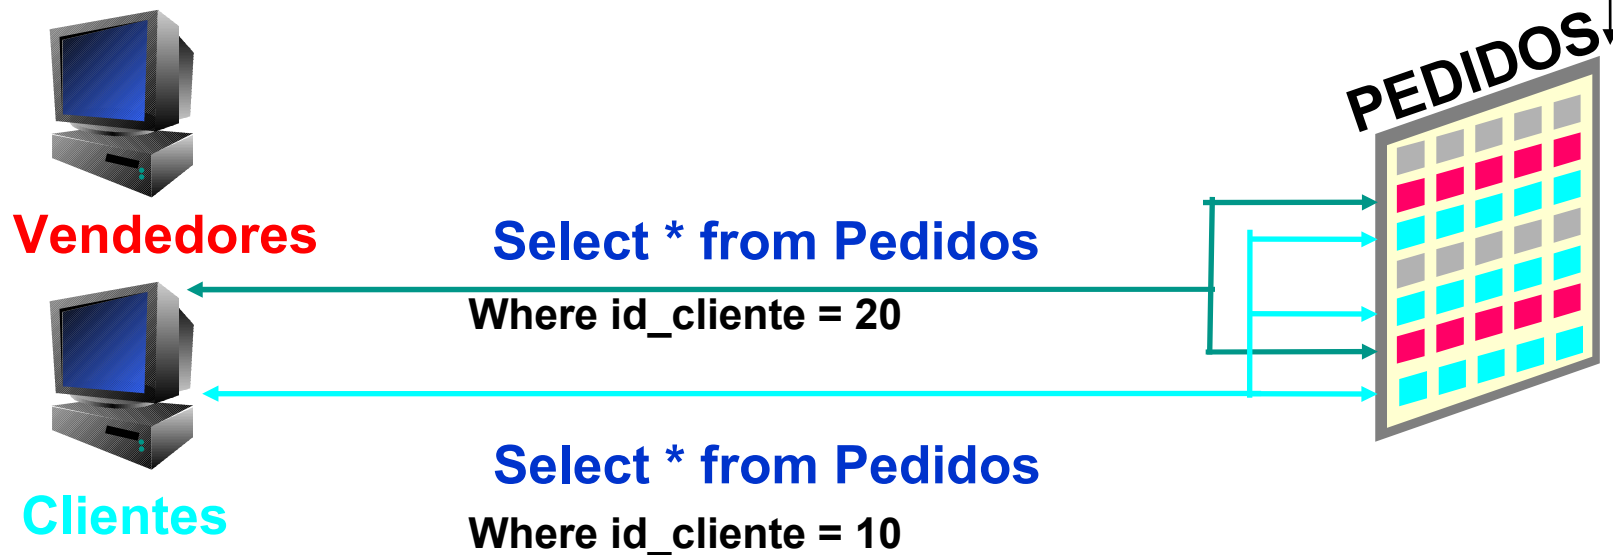 PEDIDOS
Vendedores
Select * from Pedidos
Where id_cliente = 20
Select * from Pedidos
Clientes
Where id_cliente = 10